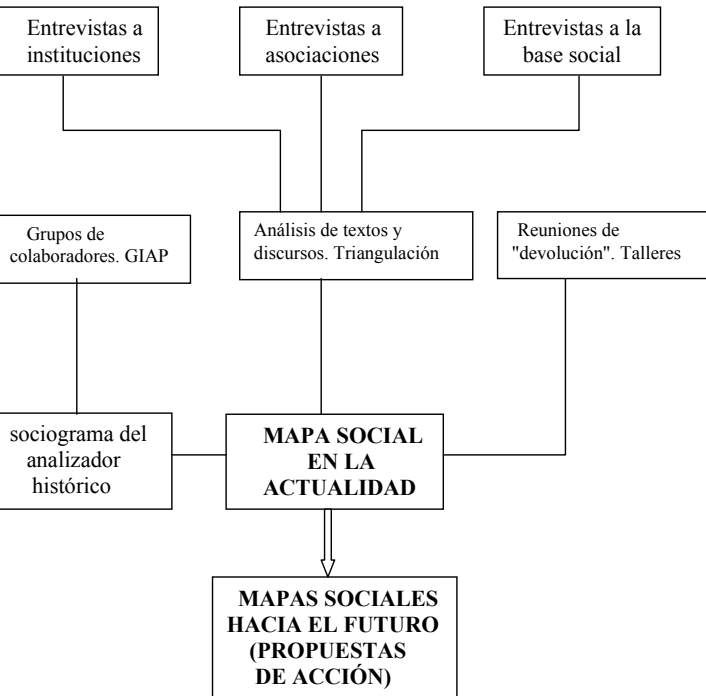 Entrevistas a
instituciones
Entrevistas a
asociaciones
Entrevistas a la
base social
Grupos de
colaboradores. GIAP
Análisis de textos y
discursos. Triangulación
Reuniones de
"devolución". Talleres
sociograma del
analizador
histórico
MAPA SOCIAL
EN LA
ACTUALIDAD
MAPAS SOCIALES
HACIA EL FUTURO
(PROPUESTAS
DE ACCIÓN)